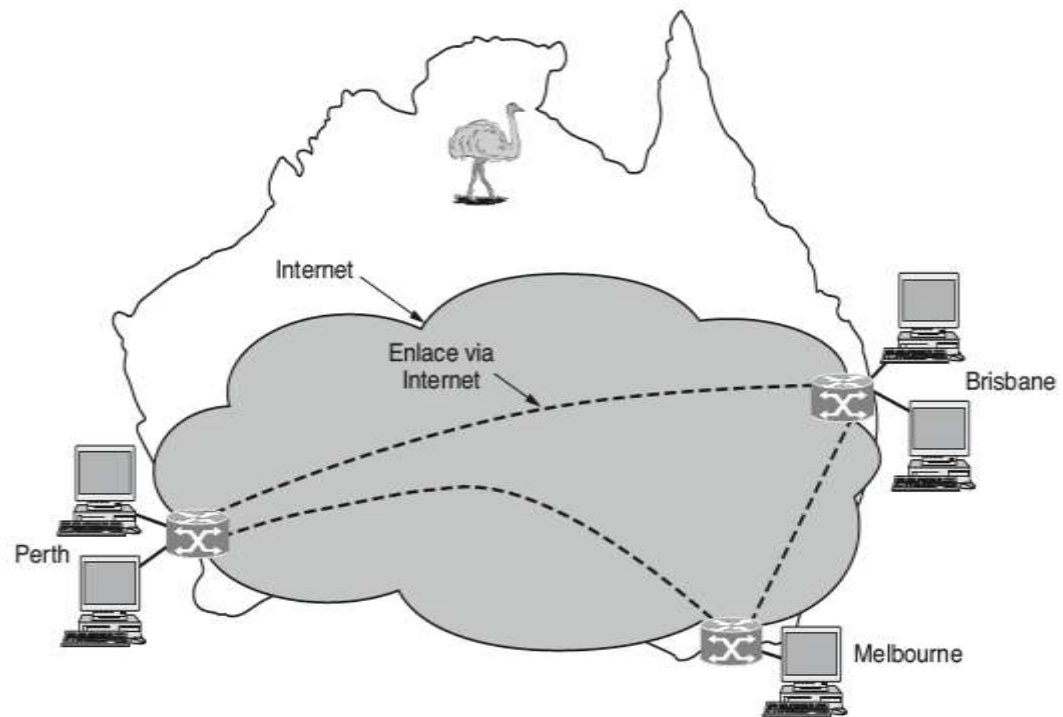 Internet
Enlace via
Internet
Brisbane
Perth
Melbourne